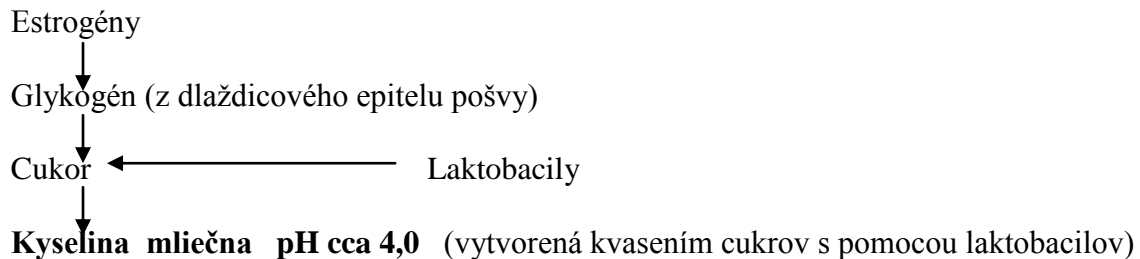 Estrogény
Glykogén (z dlaždicového epitelu pošvy)
Cukor Laktobacily
Kyselina mliečna pH cca 4,0 (vytvorená kvasením cukrov s pomocou laktobacilov)